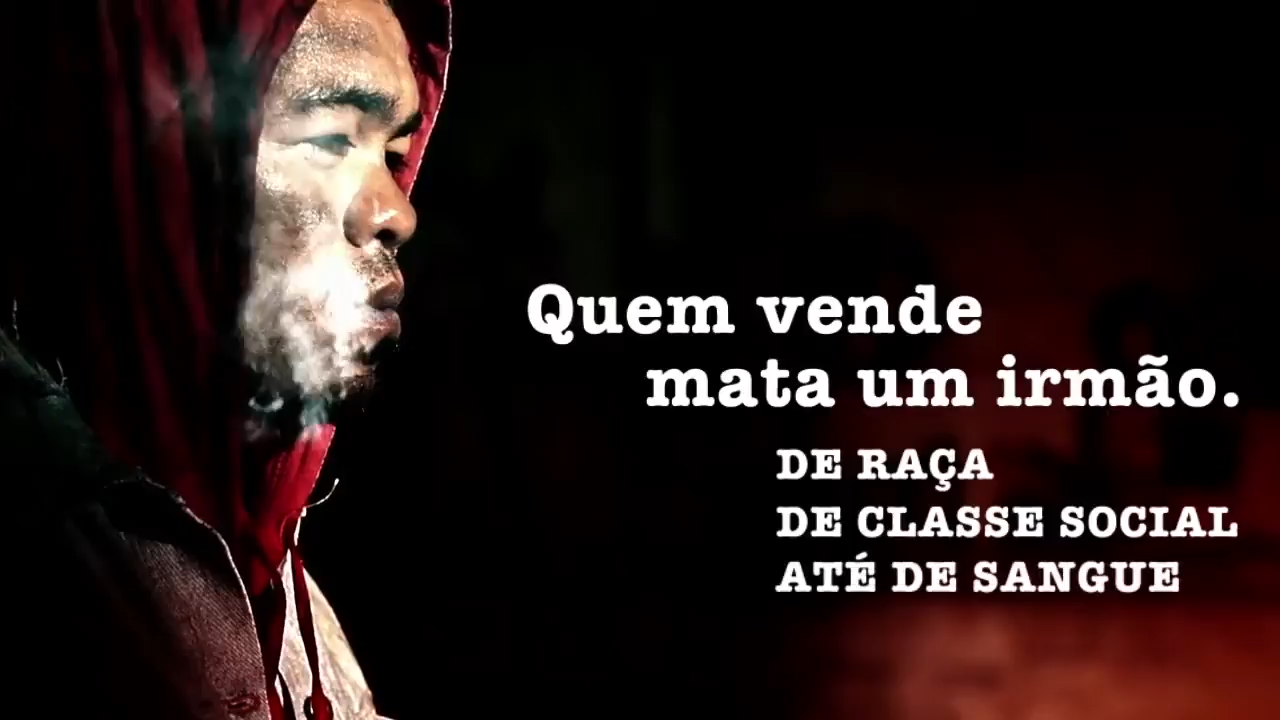 Quem vende
mata um irmão.
DE RAÇA
DE CLASSE SOCIAL
ATÉ DE SANGUE